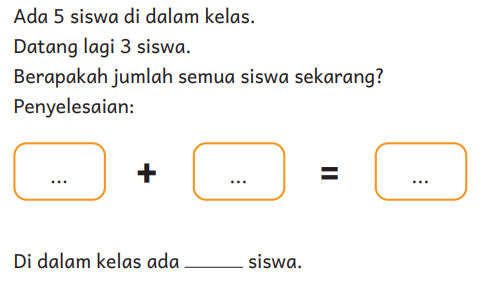 Ada 5 siswa di dalam kelas.
Datang lagi 3 siswa.
Berapakah jumlah semua siswa sekarang?
Penyelesaian:
... + ... = ...
Di dalam kelas ada ______ siswa.